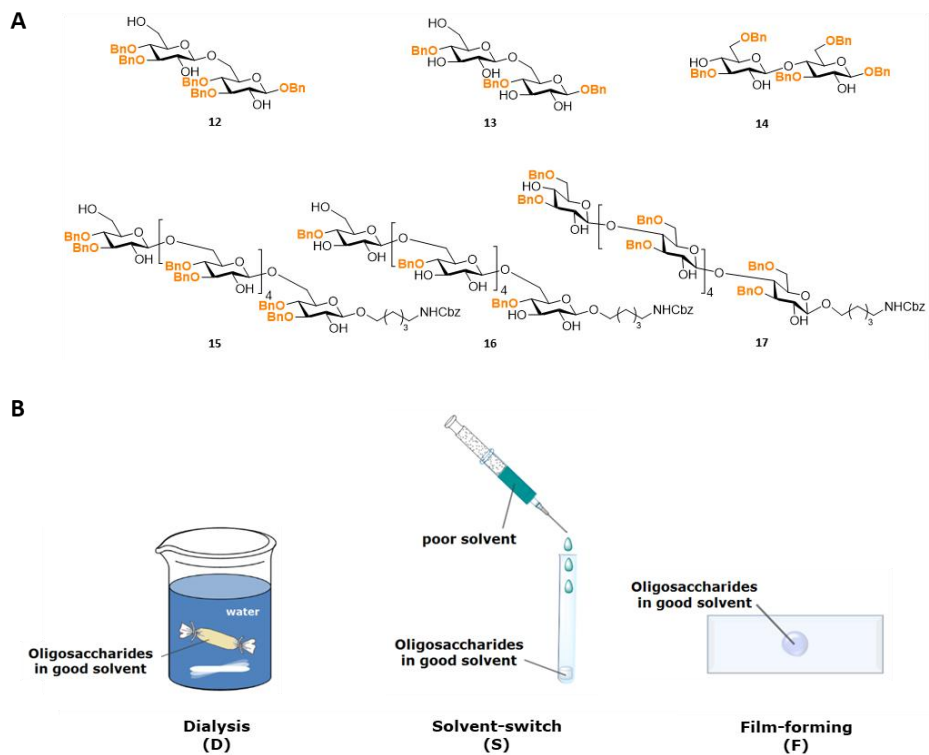 A
HO
BnO
BnO
OH
O
O
BnO
BnO
O
OBn
OH
12
HO
BnO
HO
OH
O
O
BnO
HO
O
OBn
OH
13
OBn
HO
BnO
O
OH
O
OBn
BnO
O
OBn
OH
14
HO
BnO
BnO
O
OH
O
BnO
BnO
O
OH
4
O
BnO
BnO
O
OH
O
3
NHCbz
15
HO
BnO
HO
O
OH
O
BnO
HO
O
OH
4
O
BnO
HO
O
OH
O
3
NHCbz
16
BnO
HO
BnO
O
OH
O
BnO
BnO
O
OH
4
O
BnO
BnO
O
HO
O
3
NHCbz
17
B
water
Oligosaccharides
in good solvent
Dialysis
(D)
poor solvent
Oligosaccharides
in good solvent
Solvent-switch
(S)
Oligosaccharides
in good solvent
Film-forming
(F)